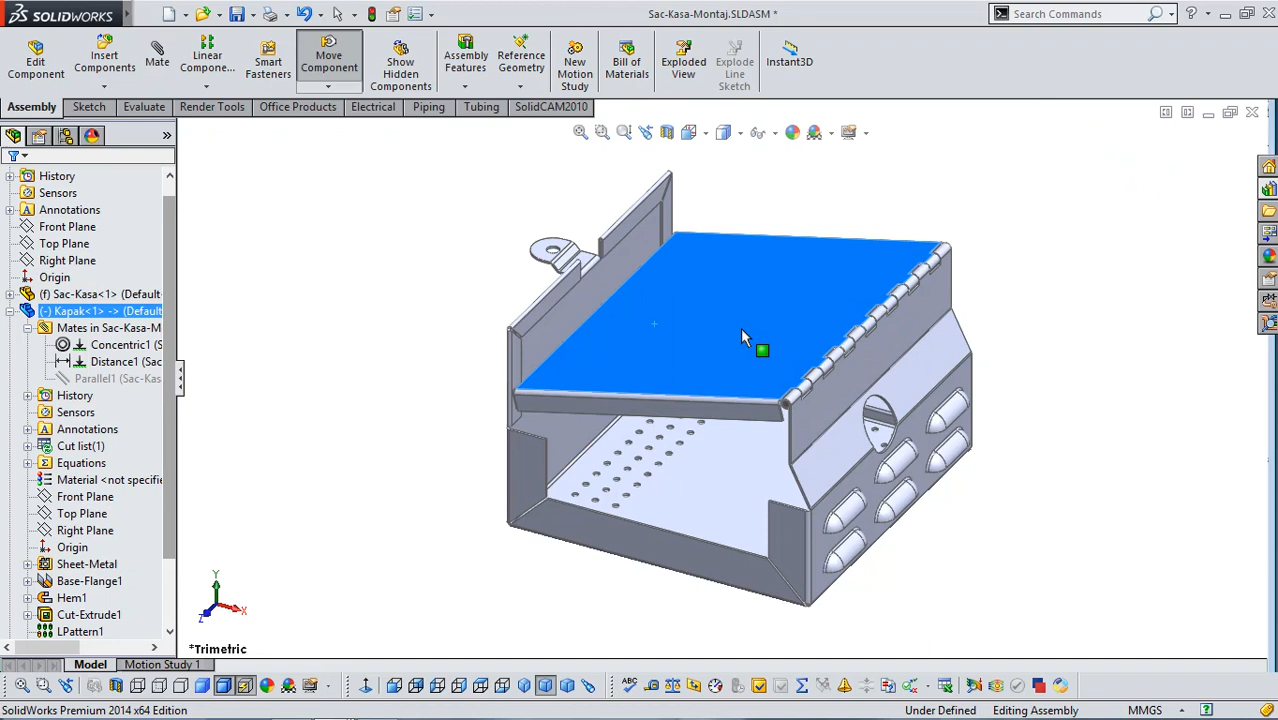 SOLIDWORKS
Sac-Kasa-Montaj.SLDASM *
Search Commands
Edit Component
Insert Components
Mate
Linear Compone...
Smart Fasteners
Move Component
Show Hidden Components
Assembly Features
Reference Geometry
New Motion Study
Bill of Materials
Exploded View
Explode Line Sketch
Instant3D
Assembly Sketch Evaluate Render Tools Office Products Electrical Piping Tubing SolidCAM2010
History
Sensors
Annotations
Front Plane
Top Plane
Right Plane
Origin
(f) Sac-Kasa<1> (Default
(-) Kapak<1> -> (Default
Mates in Sac-Kasa-M
Concentric1 (S
Distance1 (Sac
Parallel1 (Sac-Kas
History
Sensors
Annotations
Cut list(1)
Equations
Material <not specifie
Front Plane
Top Plane
Right Plane
Origin
Sheet-Metal
Base-Flange1
Hem1
Cut-Extrude1
LPattern1
Y
X
Z
*Trimetric
Model Motion Study 1
SolidWorks Premium 2014 x64 Edition
Under Defined
Editing Assembly
MMGS